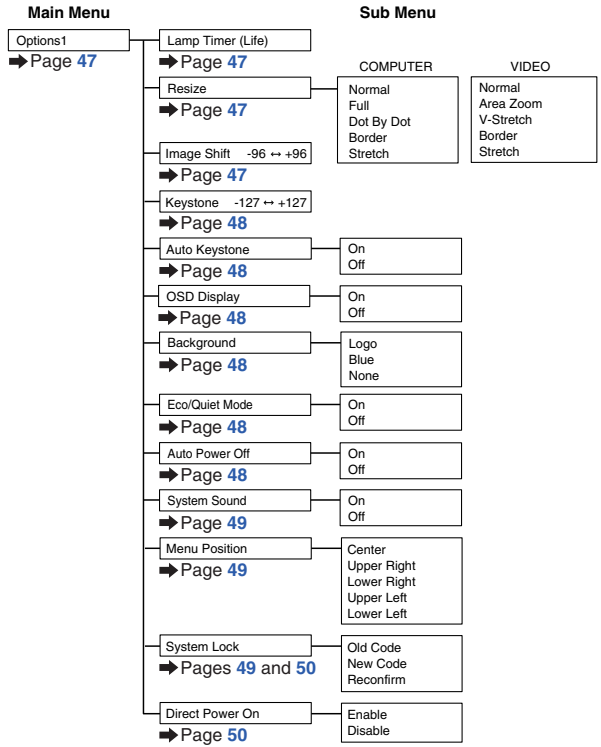 Main Menu
Sub Menu
Options1
Page 47
Lamp Timer (Life)
Page 47
Resize
Page 47
COMPUTER
Normal
Full
Dot By Dot
Border
Stretch
VIDEO
Normal
Area Zoom
V-Stretch
Border
Stretch
Image Shift -96 ↔ +96
Page 47
Keystone -127 ↔ +127
Page 48
Auto Keystone
Page 48
On
Off
OSD Display
Page 48
On
Off
Background
Page 48
Logo
Blue
None
Eco/Quiet Mode
Page 48
On
Off
Auto Power Off
Page 48
On
Off
System Sound
Page 49
On
Off
Menu Position
Page 49
Center
Upper Right
Lower Right
Upper Left
Lower Left
System Lock
Pages 49 and 50
Old Code
New Code
Reconfirm
Direct Power On
Page 50
Enable
Disable